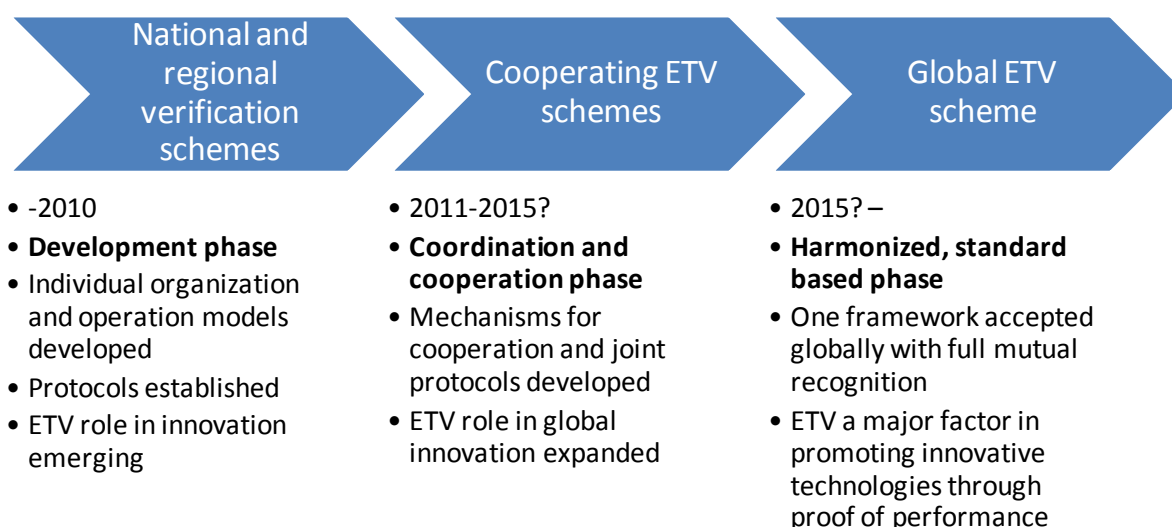 National and
regional
verification
schemes
Cooperating ETV
schemes
Global ETV
scheme
• -2010
• Development phase
• Individual organization
and operation models
developed
• Protocols established
• ETV role in innovation
emerging
• 2011-2015?
• Coordination and
cooperation phase
• Mechanisms for
cooperation and joint
protocols developed
• ETV role in global
innovation expanded
• 2015? –
• Harmonized, standard
based phase
• One framework accepted
globally with full mutual
recognition
• ETV a major factor in
promoting innovative
technologies through
proof of performance